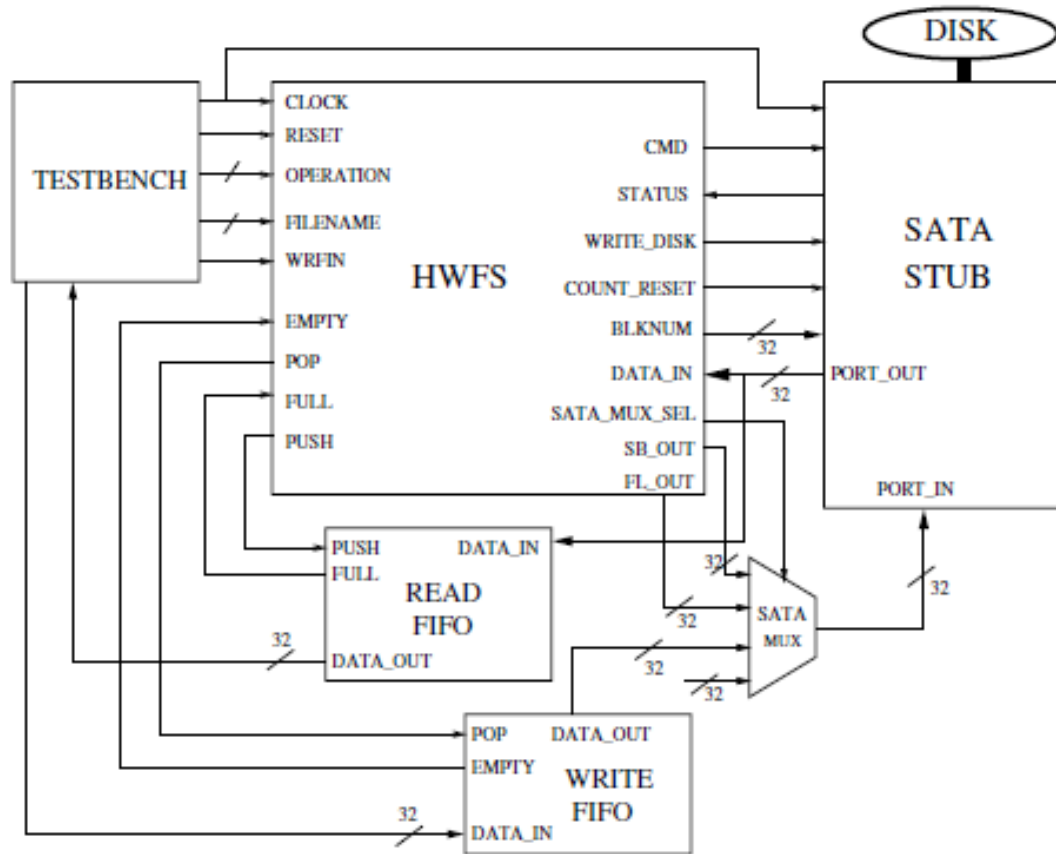 DISK
TESTBENCH
CLOCK
RESET
OPERATION
FILENAME
WRFIN
EMPTY
POP
FULL
PUSH
HWFS
CMD
STATUS
WRITE_DISK
COUNT_RESET
BLKNUM
DATA_IN
SATA_MUX_SEL
SB_OUT
FL_OUT
32
32
SATA
STUB
PORT_OUT
PORT_IN
PUSH
FULL
DATA_IN
READ
FIFO
DATA_OUT
32
32
32
32
32
SATA
MUX
32
POP
EMPTY
DATA_IN
DATA_OUT
WRITE
FIFO
32